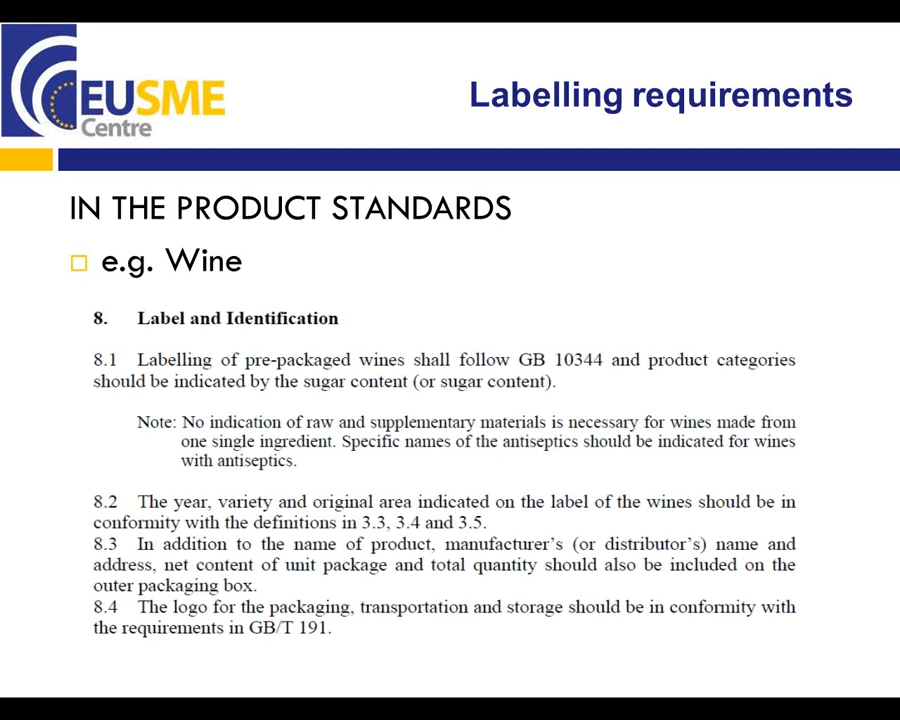 EUSME
Centre
Labelling requirements
IN THE PRODUCT STANDARDS
e.g. Wine
8. Label and Identification
8.1 Labelling of pre-packaged wines shall follow GB 10344 and product categories
should be indicated by the sugar content (or sugar content).
Note: No indication of raw and supplementary materials is necessary for wines made from
one single ingredient. Specific names of the antiseptics should be indicated for wines
with antiseptics.
8.2 The year, variety and original area indicated on the label of the wines should be in
conformity with the definitions in 3.3, 3.4 and 3.5.
8.3 In addition to the name of product, manufacturer's (or distributor's) name and
address, net content of unit package and total quantity should also be included on the
outer packaging box.
8.4 The logo for the packaging, transportation and storage should be in conformity with
the requirements in GB/T 191.